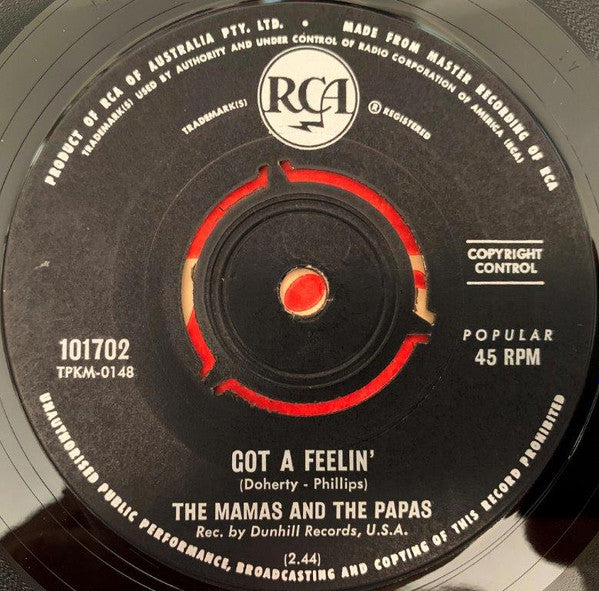 PRODUCT OF RCA OF AUSTRALIA PTY. LTD. • MADE FROM MASTER RECORDING OF RCA
TRADEMARK(S) USED BY AUTHORITY AND UNDER CONTROL OF RADIO CORPORATION OF AMERICA (RCA)
RCA
TRADEMARK(S) ® REGISTERED
COPYRIGHT
CONTROL
101702
TPKM-0148
POPULAR
45 RPM
GOT A FEELIN'
(Doherty - Phillips)
THE MAMAS AND THE PAPAS
Rec. by Dunhill Records, U.S.A.
(2.44)
UNAUTHORISED PUBLIC PERFORMANCE, BROADCASTING AND COPYING OF THIS RECORD PROHIBITED